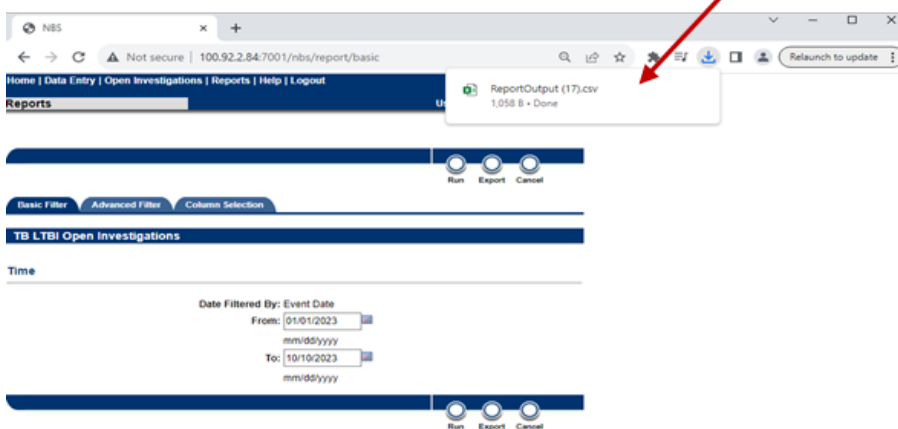 NBS
Not secure | 100.92.2.84:7001/nbs/report/basic
Relaunch to update
Home | Data Entry | Open Investigations | Reports | Help | Logout
Reports
ReportOutput (17).csv
1,058 B • Done
Run Export Cancel
Basic Filter Advanced Filter Column Selection
TB LTBI Open Investigations
Time
Date Filtered By: Event Date
From: 01/01/2023
mm/dd/yyyy
To: 10/10/2023
mm/dd/yyyy
Run Export Cancel